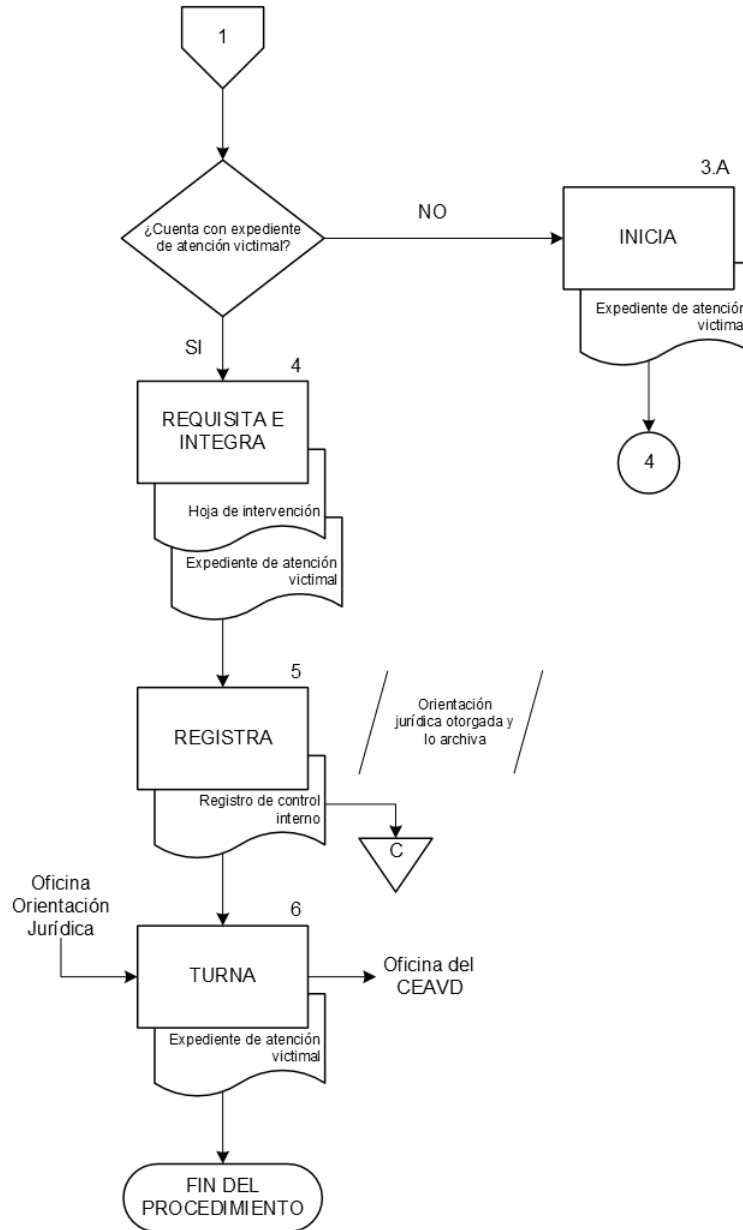 1
¿Cuenta con expediente
de atención victimal?
NO
3.A
INICIA
Expediente de atención
victima
4
SI
4
REQUISITA E
INTEGRA
Hoja de intervención
Expediente de atención
victimal
5
REGISTRA
Orientación
jurídica otorgada y
lo archiva
Registro de control
interno
C
Oficina
Orientación
Jurídica
6
TURNA
Oficina del
CEAVD
Expediente de atención
victimal
FIN DEL
PROCEDIMIENTO